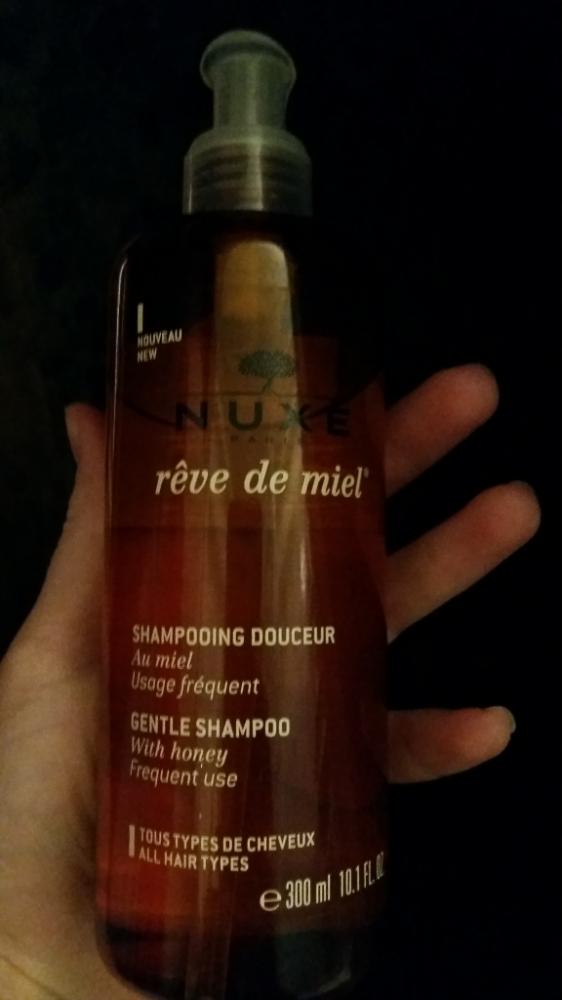 NOUVEAU
NEW
NUXE
PARIS
rêve de miel®
SHAMPOOING DOUCEUR
Au miel
Usage fréquent
GENTLE SHAMPOO
With honey
Frequent use
TOUS TYPES DE CHEVEUX
ALL HAIR TYPES
℮ 300 ml 10.1 FL. OZ